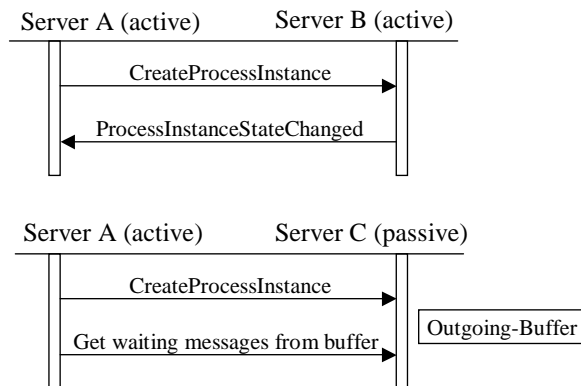 Server A (active) Server B (active)
CreateProcessInstance
ProcessInstanceStateChanged
Server A (active) Server C (passive)
CreateProcessInstance
Outgoing-Buffer
Get waiting messages from buffer